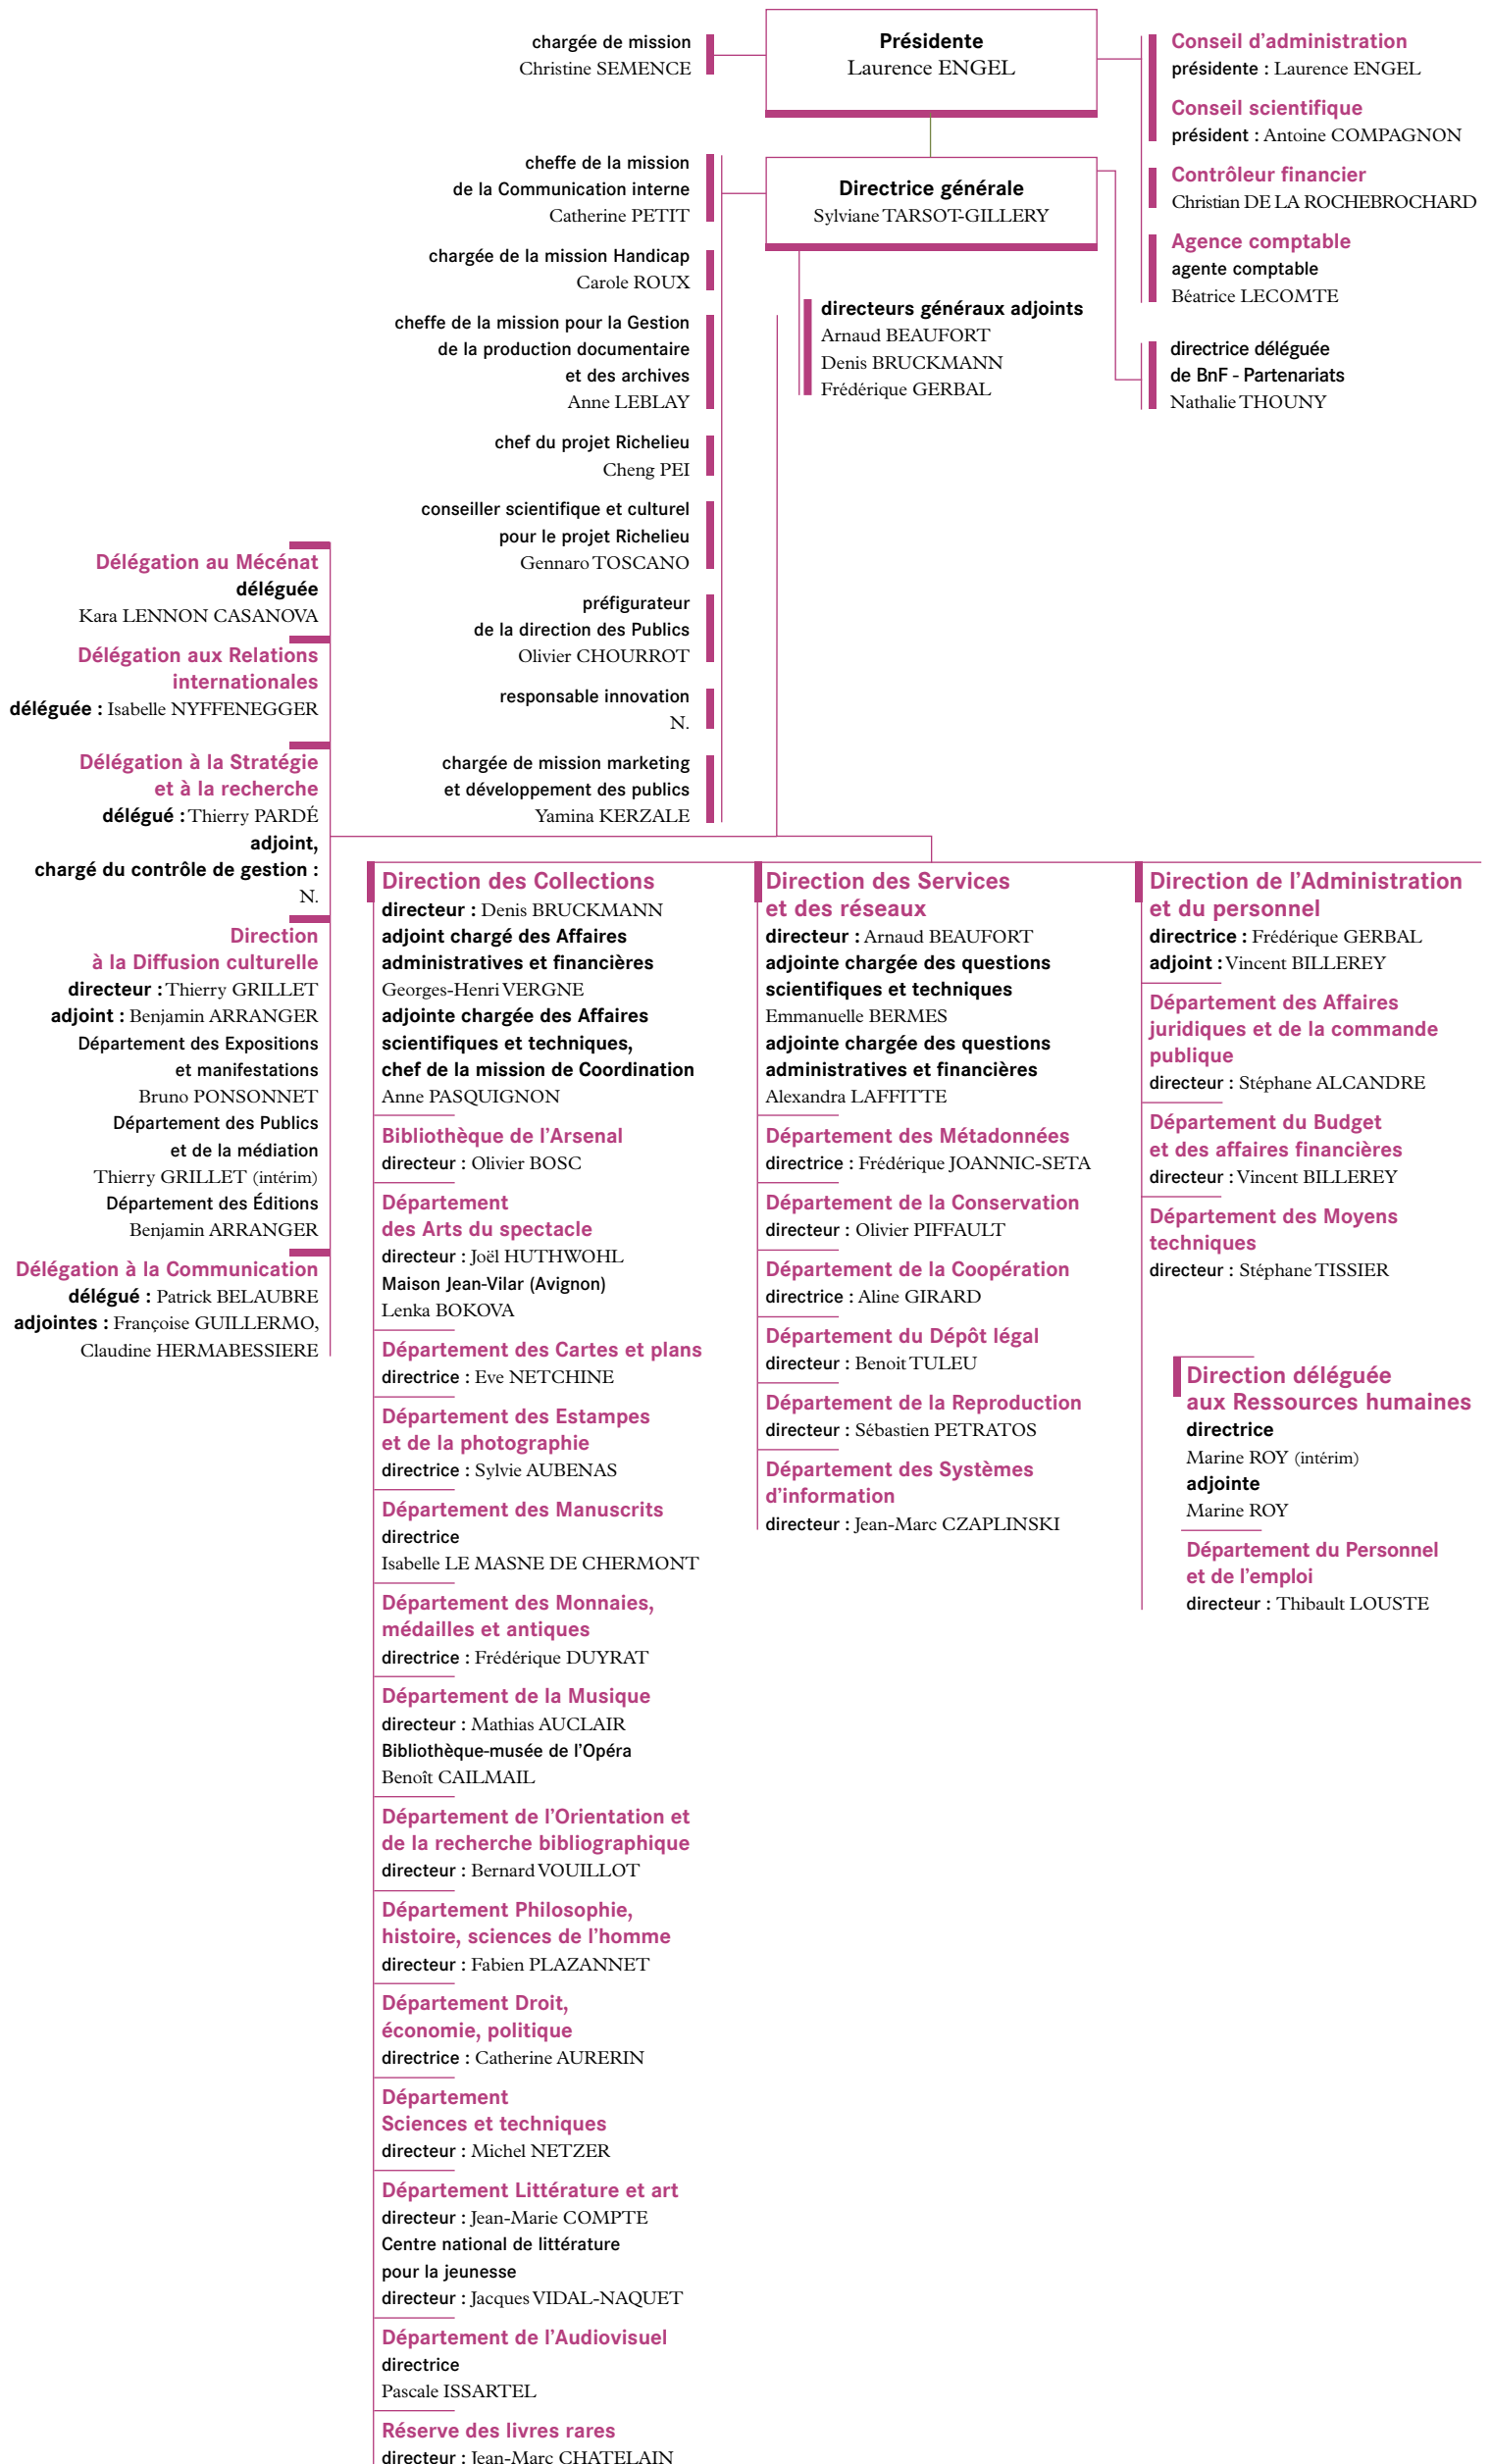 chargée de mission
Christine SEMENCE
Présidente
Laurence ENGEL
Conseil d'administration
présidente : Laurence ENGEL
Conseil scientifique
président : Antoine COMPAGNON
Contrôleur financier
Christian DE LA ROCHEBROCHARD
Agence comptable
agente comptable
Béatrice LECOMTE
cheffe de la mission
de la Communication interne
Catherine PETIT
chargée de la mission Handicap
Carole ROUX
cheffe de la mission pour la Gestion
de la production documentaire
et des archives
Anne LEBLAY
chef du projet Richelieu
Cheng PEI
conseiller scientifique et culturel
pour le projet Richelieu
Gennaro TOSCANO
préfigurateur
de la direction des Publics
Olivier CHOURROT
responsable innovation
N.
chargée de mission marketing
et développement des publics
Yamina KERZALE
Directrice générale
Sylviane TARSOT-GILLERY
directeurs généraux adjoints
Arnaud BEAUFORT
Denis BRUCKMANN
Frédérique GERBAL
directrice déléguée
de BnF - Partenariats
Nathalie THOUNY
Délégation au Mécénat
déléguée
Kara LENNON CASANOVA
Délégation aux Relations
internationales
déléguée : Isabelle NYFFENEGGER
Délégation à la Stratégie
et à la recherche
délégué : Thierry PARDÉ
adjoint,
chargé du contrôle de gestion :
N.
Direction
à la Diffusion culturelle
directeur : Thierry GRILLET
adjoint : Benjamin ARRANGER
Département des Expositions
et manifestations
Bruno PONSONNET
Département des Publics
et de la médiation
Thierry GRILLET (intérim)
Département des Éditions
Benjamin ARRANGER
Délégation à la Communication
délégué : Patrick BELAUBRE
adjointes : Françoise GUILLERMO,
Claudine HERMABESSIERE
Direction des Collections
directeur : Denis BRUCKMANN
adjoint chargé des Affaires
administratives et financières
Georges-Henri VERGNE
adjointe chargée des Affaires
scientifiques et techniques,
chef de la mission de Coordination
Anne PASQUIGNON
Bibliothèque de l'Arsenal
directeur : Olivier BOSC
Département
des Arts du spectacle
directeur : Joël HUTHWOHL
Maison Jean-Vilar (Avignon)
Lenka BOKOVA
Département des Cartes et plans
directrice : Eve NETCHINE
Département des Estampes
et de la photographie
directrice : Sylvie AUBENAS
Département des Manuscrits
directrice
Isabelle LE MASNE DE CHERMONT
Département des Monnaies,
médailles et antiques
directrice : Frédérique DUYRAT
Département de la Musique
directeur : Mathias AUCLAIR
Bibliothèque-musée de l'Opéra
Benoît CAILMAIL
Département de l'Orientation et
de la recherche bibliographique
directeur : Bernard VOUILLOT
Département Philosophie,
histoire, sciences de l'homme
directeur : Fabien PLAZANNET
Département Droit,
économie, politique
directrice : Catherine AURERIN
Département
Sciences et techniques
directeur : Michel NETZER
Département Littérature et art
directeur : Jean-Marie COMPTE
Centre national de littérature
pour la jeunesse
directeur : Jacques VIDAL-NAQUET
Département de l'Audiovisuel
directrice
Pascale ISSARTEL
Réserve des livres rares
directeur : Jean-Marc CHATELAIN
Direction des Services
et des réseaux
directeur : Arnaud BEAUFORT
adjointe chargée des questions
scientifiques et techniques
Emmanuelle BERMES
adjointe chargée des questions
administratives et financières
Alexandra LAFFITTE
Département des Métadonnées
directrice : Frédérique JOANNIC-SETA
Département de la Conservation
directeur : Olivier PIFFAULT
Département de la Coopération
directrice : Aline GIRARD
Département du Dépôt légal
directeur : Benoit TULEU
Département de la Reproduction
directeur : Sébastien PETRATOS
Département des Systèmes
d'information
directeur : Jean-Marc CZAPLINSKI
Direction de l'Administration
et du personnel
directrice : Frédérique GERBAL
adjoint : Vincent BILLEREY
Département des Affaires
juridiques et de la commande
publique
directeur : Stéphane ALCANDRE
Département du Budget
et des affaires financières
directeur : Vincent BILLEREY
Département des Moyens
techniques
directeur : Stéphane TISSIER
Direction déléguée
aux Ressources humaines
directrice
Marine ROY (intérim)
adjointe
Marine ROY
Département du Personnel
et de l'emploi
directeur : Thibault LOUSTE